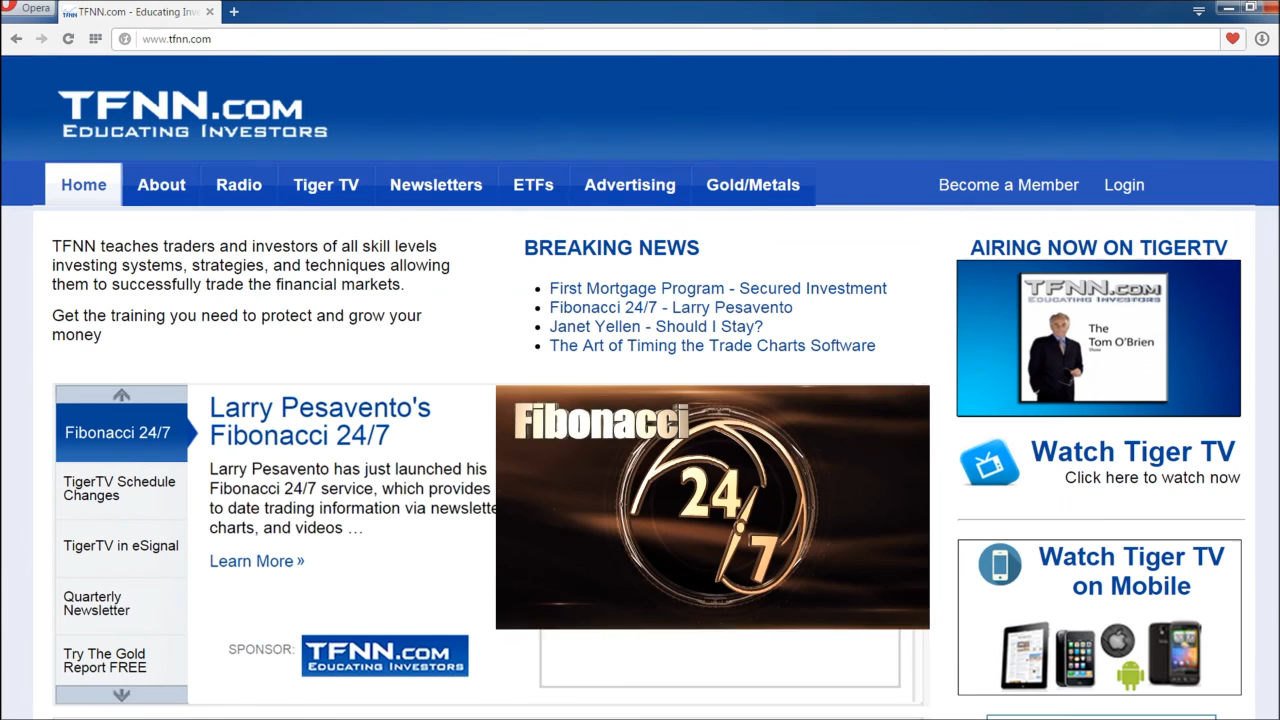 Opera
TFNN.com - Educating Inv
www.tfnn.com
TFNN.com
Educating Investors
Home
About
Radio
Tiger TV
Newsletters
ETFs
Advertising
Gold/Metals
Become a Member
Login
TFNN teaches traders and investors of all skill levels
investing systems, strategies, and techniques allowing
them to successfully trade the financial markets.
Get the training you need to protect and grow your
money
BREAKING NEWS
First Mortgage Program - Secured Investment
Fibonacci 24/7 - Larry Pesavento
Janet Yellen - Should I Stay?
The Art of Timing the Trade Charts Software
AIRING NOW ON TIGERTV
TFNN.com
Educating Investors
The
Tom O'Brien
Show
Watch Tiger TV
Click here to watch now
Watch Tiger TV
on Mobile
Fibonacci 24/7
TigerTV Schedule
Changes
TigerTV in eSignal
Quarterly
Newsletter
Try The Gold
Report FREE
Larry Pesavento's
Fibonacci 24/7
Larry Pesavento has just launched his
Fibonacci 24/7 service, which provides
to date trading information via newslette
charts, and videos …
Learn More »
Fibonacci
24
7
SPONSOR:
TFNN.com
Educating Investors